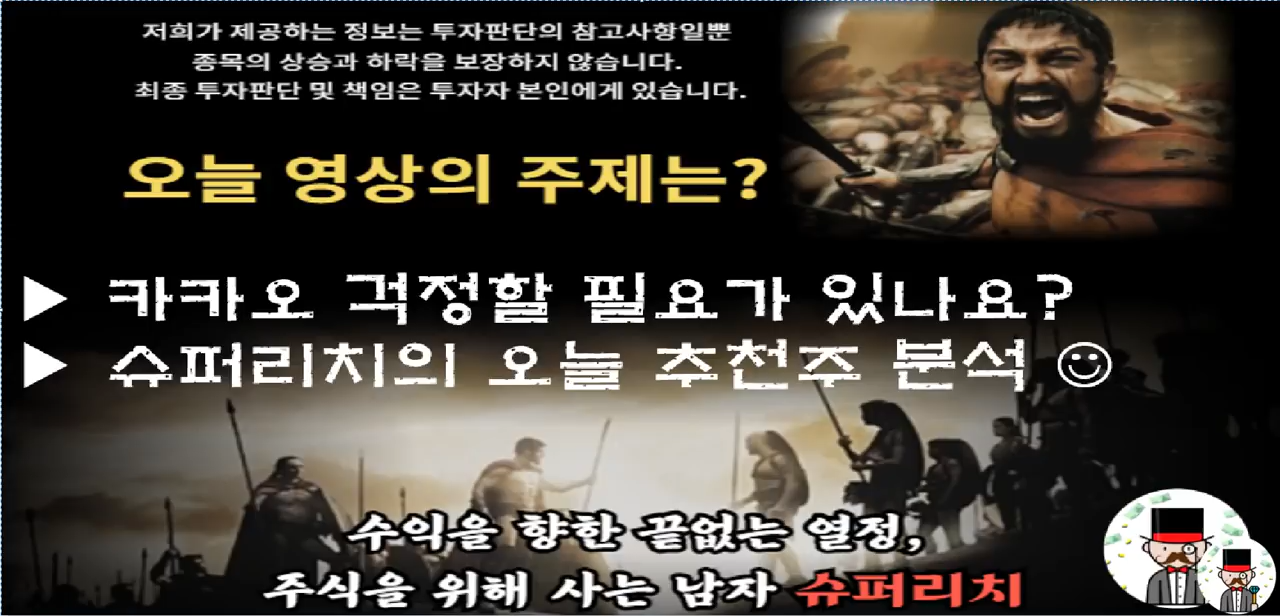 저희가 제공하는 정보는 투자판단의 참고사항일뿐
종목의 상승과 하락을 보장하지 않습니다.
최종 투자판단 및 책임은 투자자 본인에게 있습니다.
오늘 영상의 주제는?
▶ 카카오 걱정할 필요가 있나요?
▶ 슈퍼리치의 오늘 추천주 분석 ☺
수익을 향한 끝없는 열정,
주식을 위해 사는 남자 슈퍼리치